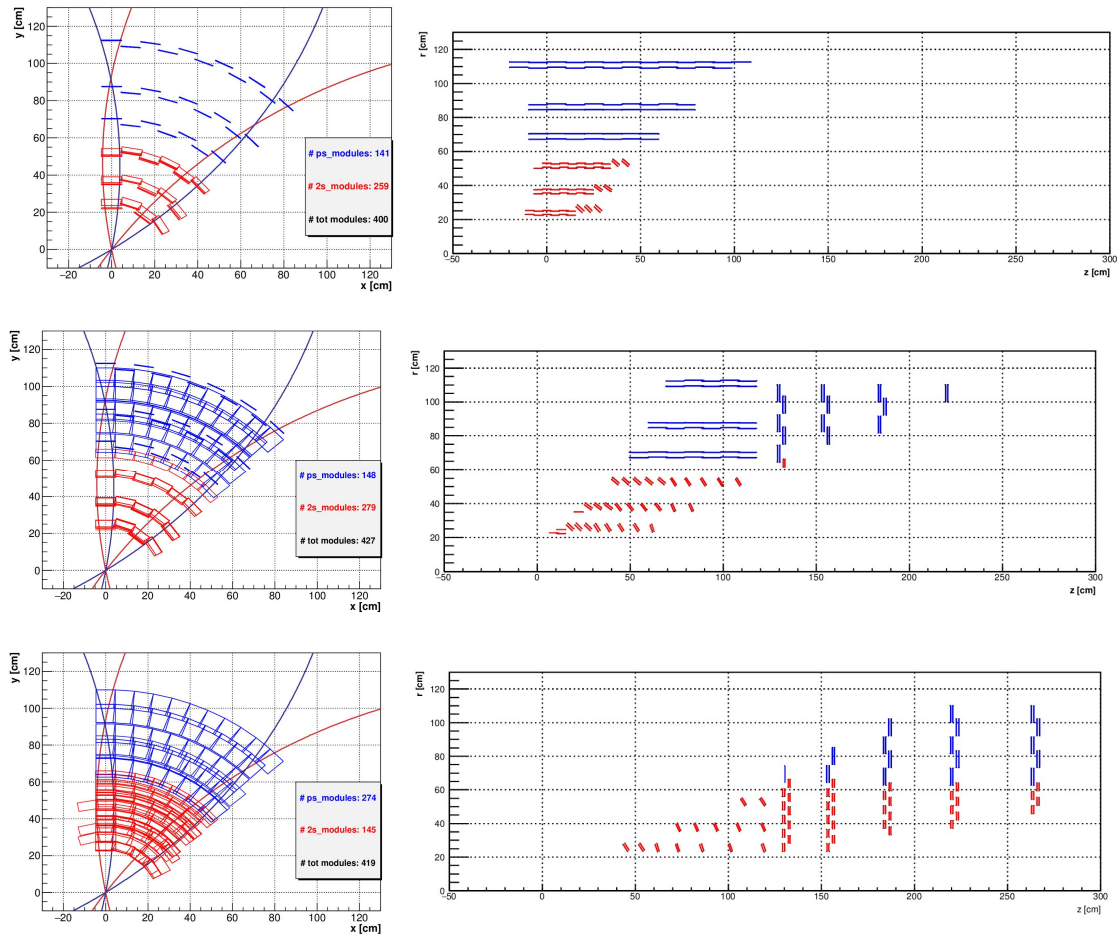 y [cm]
120
100
80
60
40
20
0
# ps_modules: 141
# 2s_modules: 259
# tot modules: 400
−20 0 20 40 60 80 100 120
x [cm]
r [cm]
120
100
80
60
40
20
0
−50 0 50 100 150 200 250 300
z [cm]
y [cm]
120
100
80
60
40
20
0
# ps_modules: 148
# 2s_modules: 279
# tot modules: 427
−20 0 20 40 60 80 100 120
x [cm]
r [cm]
120
100
80
60
40
20
0
−50 0 50 100 150 200 250 300
z [cm]
y [cm]
120
100
80
60
40
20
0
# ps_modules: 274
# 2s_modules: 145
# tot modules: 419
−20 0 20 40 60 80 100 120
x [cm]
r [cm]
120
100
80
60
40
20
0
−50 0 50 100 150 200 250 300
z [cm]